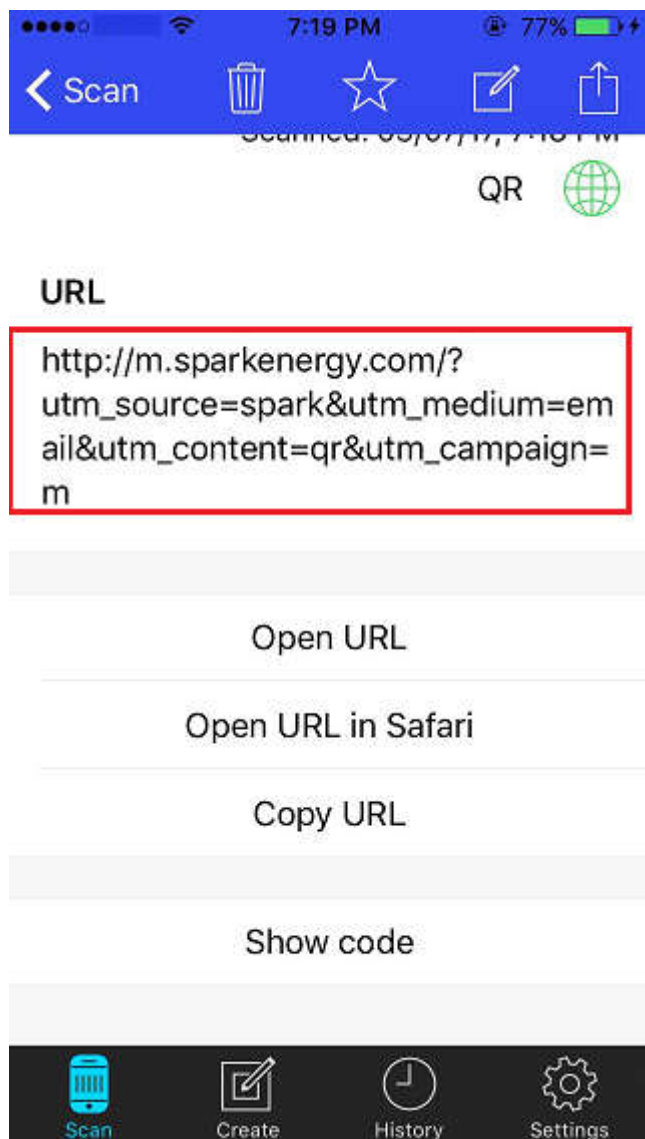 7:19 PM 77%
Scan
Scanned:
QR
URL
http://m.sparkenergy.com/?
utm_source=spark&utm_medium=em
ail&utm_content=qr&utm_campaign=
m
Open URL
Open URL in Safari
Copy URL
Show code
Scan Create History Settings